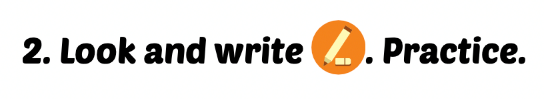 2. Look and write . Practice.